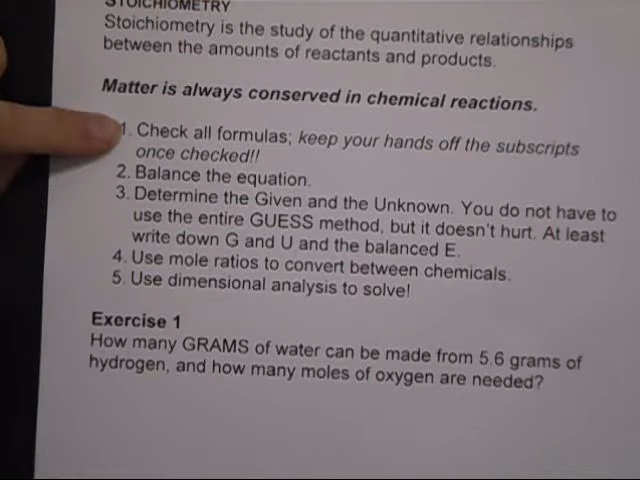 STOICHIOMETRY
Stoichiometry is the study of the quantitative relationships
between the amounts of reactants and products.
Matter is always conserved in chemical reactions.
1. Check all formulas; keep your hands off the subscripts
once checked!!
2. Balance the equation.
3. Determine the Given and the Unknown. You do not have to
use the entire GUESS method, but it doesn't hurt. At least
write down G and U and the balanced E.
4. Use mole ratios to convert between chemicals.
5. Use dimensional analysis to solve!
Exercise 1
How many GRAMS of water can be made from 5.6 grams of
hydrogen, and how many moles of oxygen are needed?